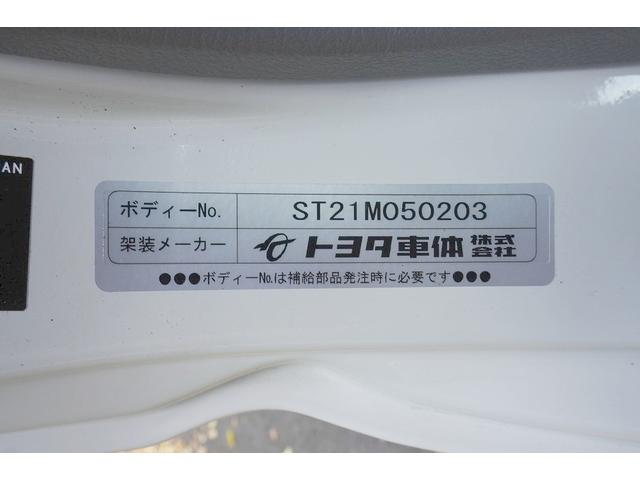 AN
ボディーNo. ST21M050203
架装メーカー トヨタ車体 株式会社
●●●ボディーNo.は補給部品発注時に必要です●●●